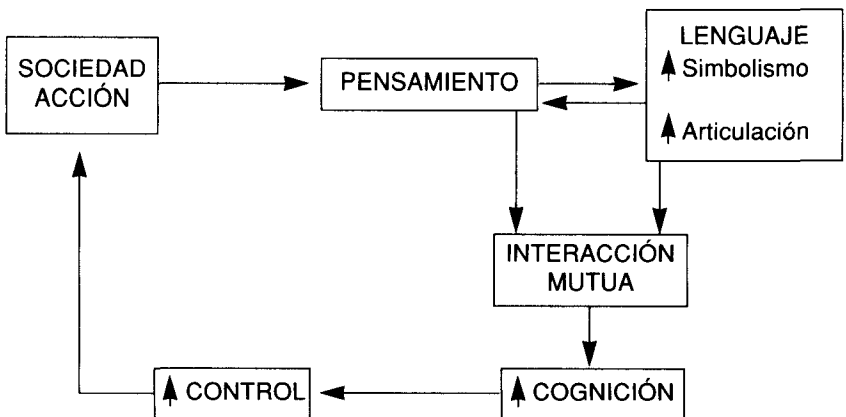 SOCIEDAD
ACCIÓN
PENSAMIENTO
LENGUAJE
Simbolismo
Articulación
INTERACCIÓN
MUTUA
CONTROL
COGNICIÓN